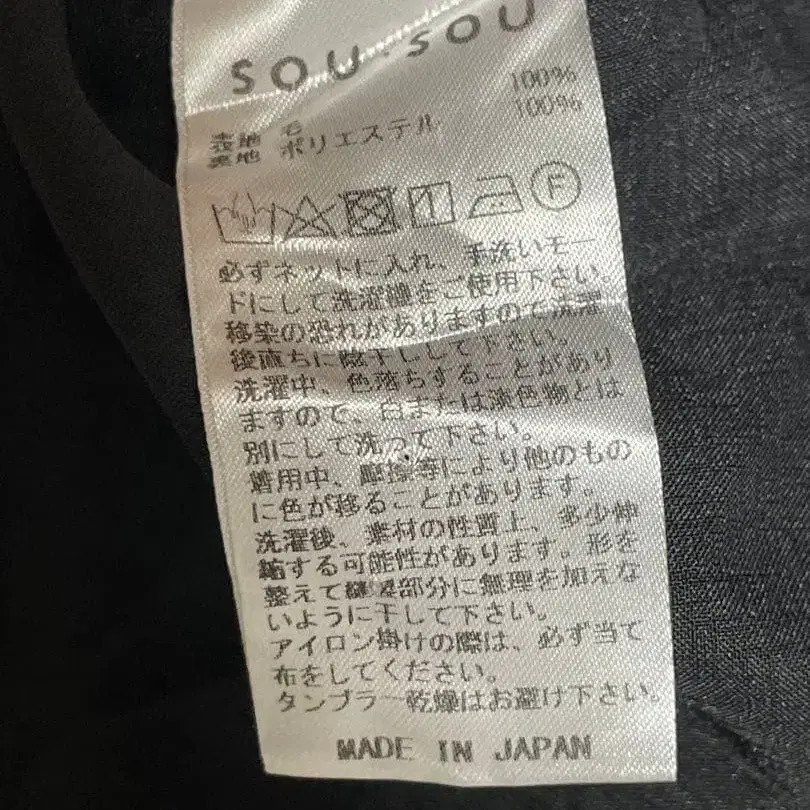 SOU・SOU
表地 毛 100%
裏地 ポリエステル 100%
F
必ずネットに入れ、手洗いモー
ドにして洗濯機をご使用下さい。
移染の恐れがありますので洗濯
後直ちに陰干しして下さい。
洗濯中、色落ちすることがあり
ますので、白または淡色物とは
別にして洗って下さい。
着用中、摩擦等により他のもの
に色が移ることがあります。
洗濯後、素材の性質上、多少伸
縮する可能性があります。形を
整えて縫製部分に無理を加えな
いように干して下さい。
アイロン掛けの際は、必ず当て
布をしてください。
タンブラー乾燥はお避け下さい。
MADE IN JAPAN